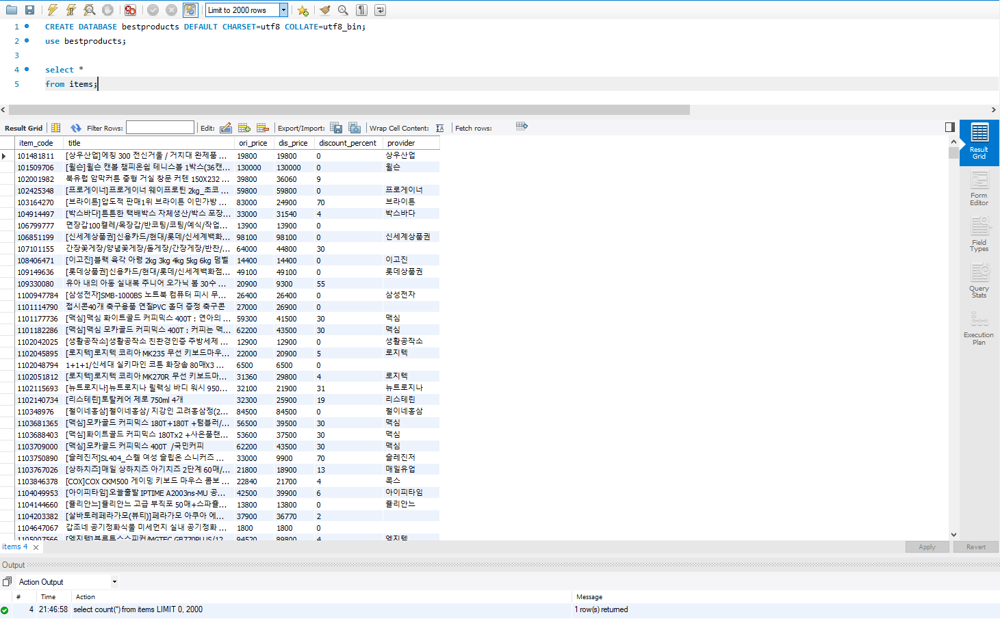 Limit to 2000 rows
1 CREATE DATABASE bestproducts DEFAULT CHARSET=utf8 COLLATE=utf8_bin;
2 use bestproducts;
3
4 select *
5 from items;
Result Grid Filter Rows: Edit: Export/Import: Wrap Cell Content: IA Fetch rows:
item_code title ori_price dis_price discount_percent provider
101481811 [상우산업]에칭 300 전신거울 / 거치대 완제품 ... 19800 19800 0 상우산업
101509706 [윌슨]윌슨 캔볼 챔피온쉽 테니스볼 1박스(36캔... 130000 130000 0 윌슨
102001982 북유럽 암막커튼 중형 거실 창문 커텐 150X232 ... 39800 36060 9
102425348 [프로게이너]프로게이너 웨이프로틴 2kg_초코 ... 59800 59800 0 프로게이너
103164270 [브라이튼]압도적 판매1위 브라이튼 이민가방 ... 83000 24900 70 브라이튼
104914497 [박스바다]튼튼한 택배박스 자체생산/박스 포장... 33000 31540 4 박스바다
106799777 면장갑100켤레/목장갑/반코팅/코팅/예식/작업... 13900 13900 0
106851199 [신세계상품권]신용카드/현대/롯데/신세계백화... 98100 98100 0 신세계상품권
107101155 간장꽃게장/양념꽃게장/돌게장/간장게장/반찬/... 64000 44800 30
108406471 [이고진]블랙 육각 아령 2kg 3kg 4kg 5kg 6kg 덤벨 14400 14400 0 이고진
109149636 [롯데상품권]신용카드/현대/롯데/신세계백화점... 49100 49100 0 롯데상품권
109330080 유아 내의 아동 실내복 주니어 오가닉 봄 30수 ... 20900 9300 55
1100947784 [삼성전자]SMB-1000BS 노트북 컴퓨터 피시 무... 26400 26400 0 삼성전자
1101114790 접시콘40개 축구용품 연질PVC 홀더 증정 축구콘 27000 26900 0
1101177736 [맥심]맥심 화이트골드 커피믹스 400T : 연아의 ... 59300 41500 30 맥심
1101182286 [맥심]맥심 모카골드 커피믹스 400T : 커피는 맥... 62200 43500 30 맥심
1102042025 [생활공작소]생활공작소 친환경인증 주방세제 ... 12900 12900 0 생활공작소
1102045895 [로지텍]로지텍 코리아 MK235 무선 키보드마우... 22000 20900 5 로지텍
1102048794 1+1+1/신세대 실키마인 코튼 화장솜 80매X3 ... 6500 6500 0
1102051812 [로지텍]로지텍 코리아 MK270R 무선 키보드마... 31360 29800 4 로지텍
1102115693 [뉴트로지나]뉴트로지나 릴랙싱 바디 워시 950... 32100 21900 31 뉴트로지나
1102140734 [리스테린]토탈케어 제로 750ml 4개 32300 25900 19 리스테린
110348976 [철이네홍삼]철이네홍삼/ 지강인 고려홍삼정(2... 84500 84500 0 철이네홍삼
1103681365 [맥심]모카골드 커피믹스 180T+180T +텀블러/... 56500 39500 30 맥심
1103688403 [맥심]화이트골드 커피믹스 180Tx2 +사은품랜... 53600 37500 30 맥심
1103709000 [맥심]모카골드 커피믹스 400T /국민커피 62200 43500 30 맥심
1103750890 [슬레진저]SL404_스켈 여성 슬립온 스니커즈 ... 33000 9900 70 슬레진저
1103767026 [상하치즈]매일 상하치즈 아기치즈 2단계 60매/... 21800 18900 13 매일유업
1103846378 [COX]COX CKM500 게이밍 키보드 마우스 콤보 ... 22840 21700 4 콕스
1104049953 [아이피타임]오늘출발 IPTIME A2003ns-MU 공... 42500 39900 6 아이피타임
1104144660 [쥴리안느]쥴리안느 고급 부직포 50매+스파쥴... 13800 13800 0 쥴리안느
1104203382 [살바토레페라가모(뷰티)]페라가모 아쿠아 에... 37900 36770 2
1104647067 갑조네 공기정화식물 미세먼지 실내 공기정화 ... 1800 1800 0
1105007566 [엠지텍]블루투스스피커/MGTEC GB770PLUS/12... 94520 89800 4 엠지텍
Result
Grid
Form
Editor
Field
Types
Query
Stats
Execution
Plan
items 4 Apply Revert
Output
Action Output
# Time Action Message
4 21:46:58 select count(*) from items LIMIT 0, 2000 1 row(s) returned